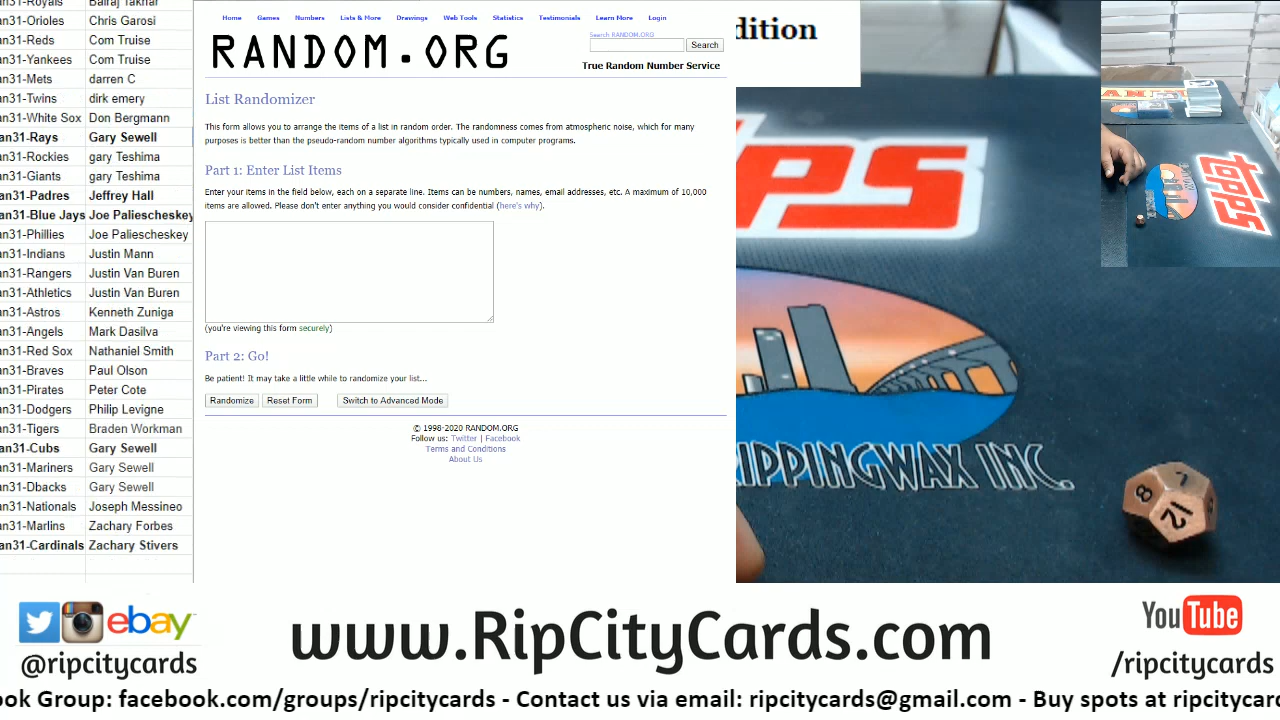 an31-Royals Balraj Takhar
an31-Orioles Chris Garosi
an31-Reds Com Truise
an31-Yankees Com Truise
an31-Mets darren C
an31-Twins dirk emery
an31-White Sox Don Bergmann
an31-Rays Gary Sewell
an31-Rockies gary Teshima
an31-Giants gary Teshima
an31-Padres Jeffrey Hall
an31-Blue Jays Joe Paliescheskey
an31-Phillies Joe Paliescheskey
an31-Indians Justin Mann
an31-Rangers Justin Van Buren
an31-Athletics Justin Van Buren
an31-Astros Kenneth Zuniga
an31-Angels Mark Dasilva
an31-Red Sox Nathaniel Smith
an31-Braves Paul Olson
an31-Pirates Peter Cote
an31-Dodgers Philip Levigne
an31-Tigers Braden Workman
an31-Cubs Gary Sewell
an31-Mariners Gary Sewell
an31-Dbacks Gary Sewell
an31-Nationals Joseph Messineo
an31-Marlins Zachary Forbes
an31-Cardinals Zachary Stivers
Home Games Numbers Lists & More Drawings Web Tools Statistics Testimonials Learn More Login
RANDOM.ORG
Search RANDOM.ORG
Search
True Random Number Service
List Randomizer
This form allows you to arrange the items of a list in random order. The randomness comes from atmospheric noise, which for many
purposes is better than the pseudo-random number algorithms typically used in computer programs.
Part 1: Enter List Items
Enter your items in the field below, each on a separate line. Items can be numbers, names, email addresses, etc. A maximum of 10,000
items are allowed. Please don't enter anything you would consider confidential (here's why).
(you're viewing this form securely)
Part 2: Go!
Be patient! It may take a little while to randomize your list...
Randomize Reset Form Switch to Advanced Mode
© 1998-2020 RANDOM.ORG
Follow us: Twitter | Facebook
Terms and Conditions
About Us
dition
topps
RIPPINGWAX INC.
8 7 12
topps
ebay
@ripcitycards
www.RipCityCards.com
YouTube
/ripcitycards
ook Group: facebook.com/groups/ripcitycards - Contact us via email: ripcitycards@gmail.com - Buy spots at ripcitycar